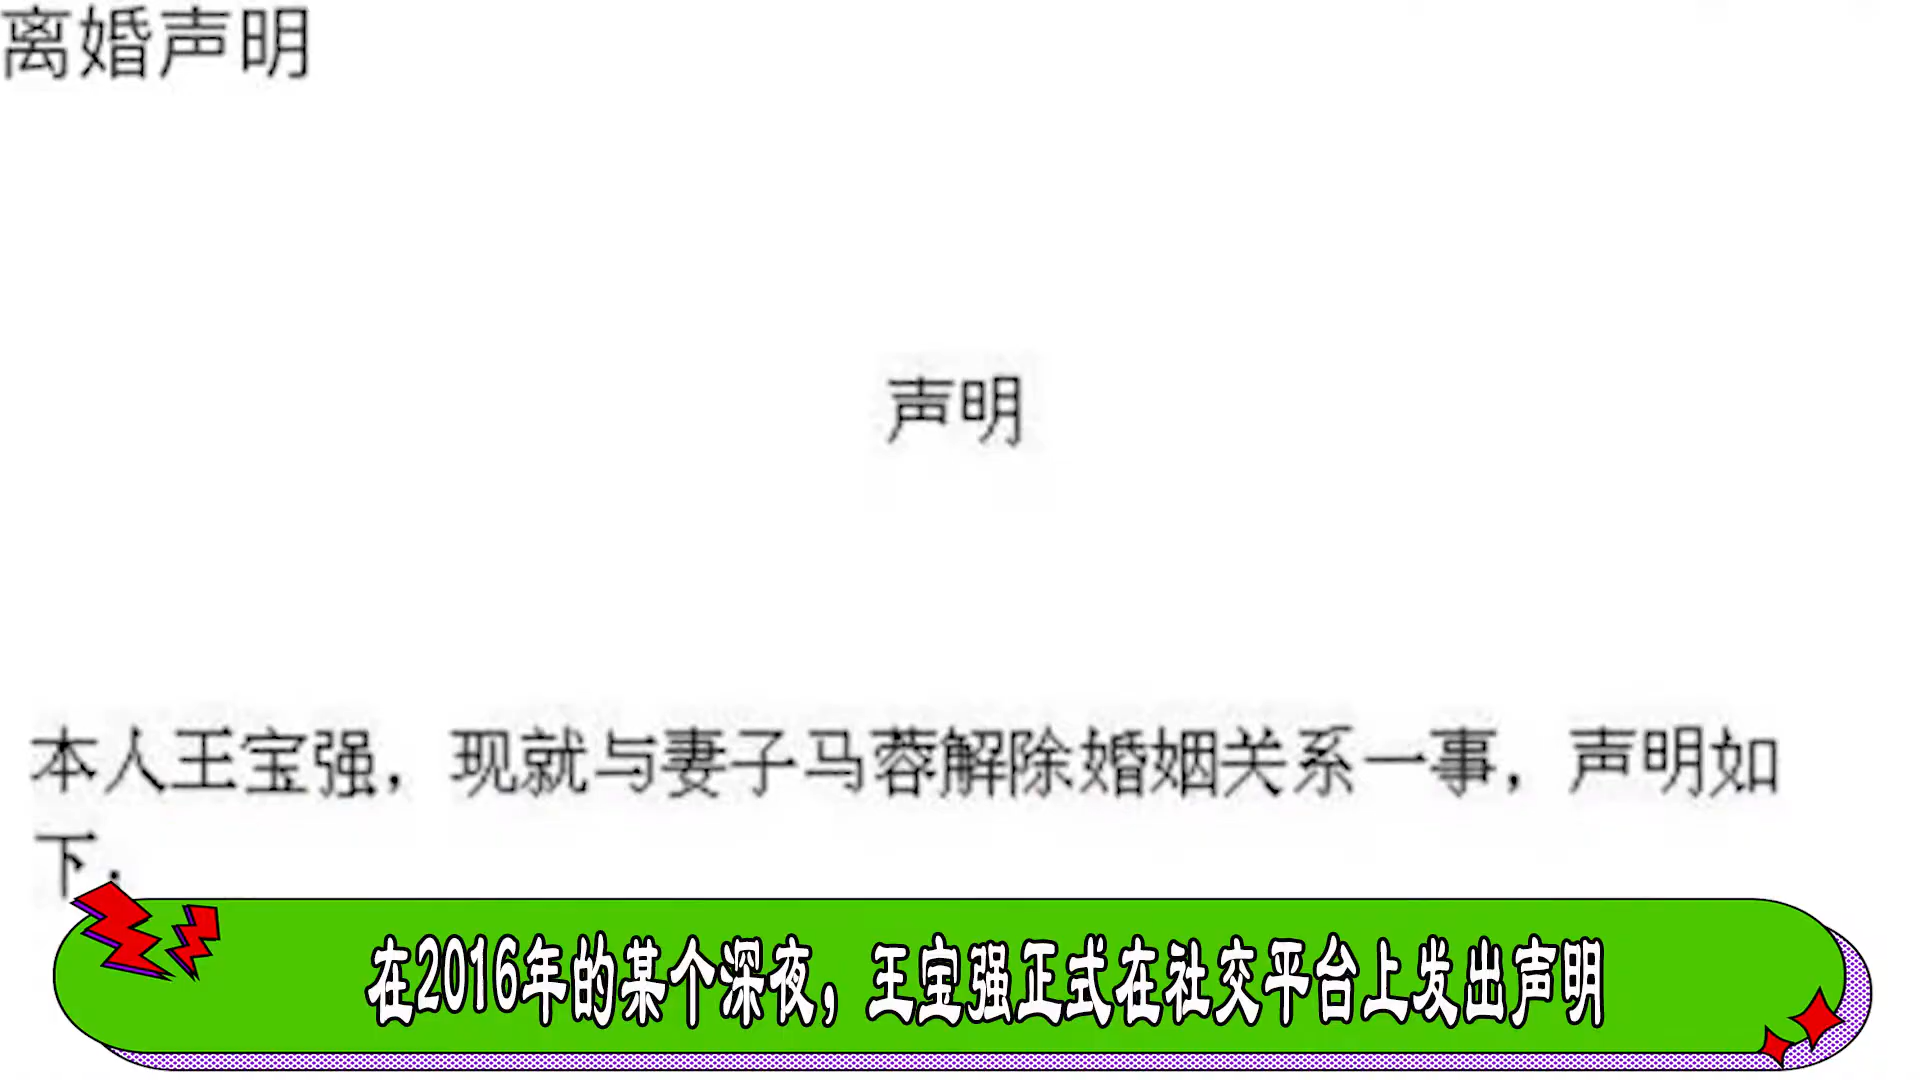 离婚声明
声明
本人王宝强，现就与妻子马蓉解除婚姻关系一事，声明如
下：
在2016年的某个深夜，王宝强正式在社交平台上发出声明